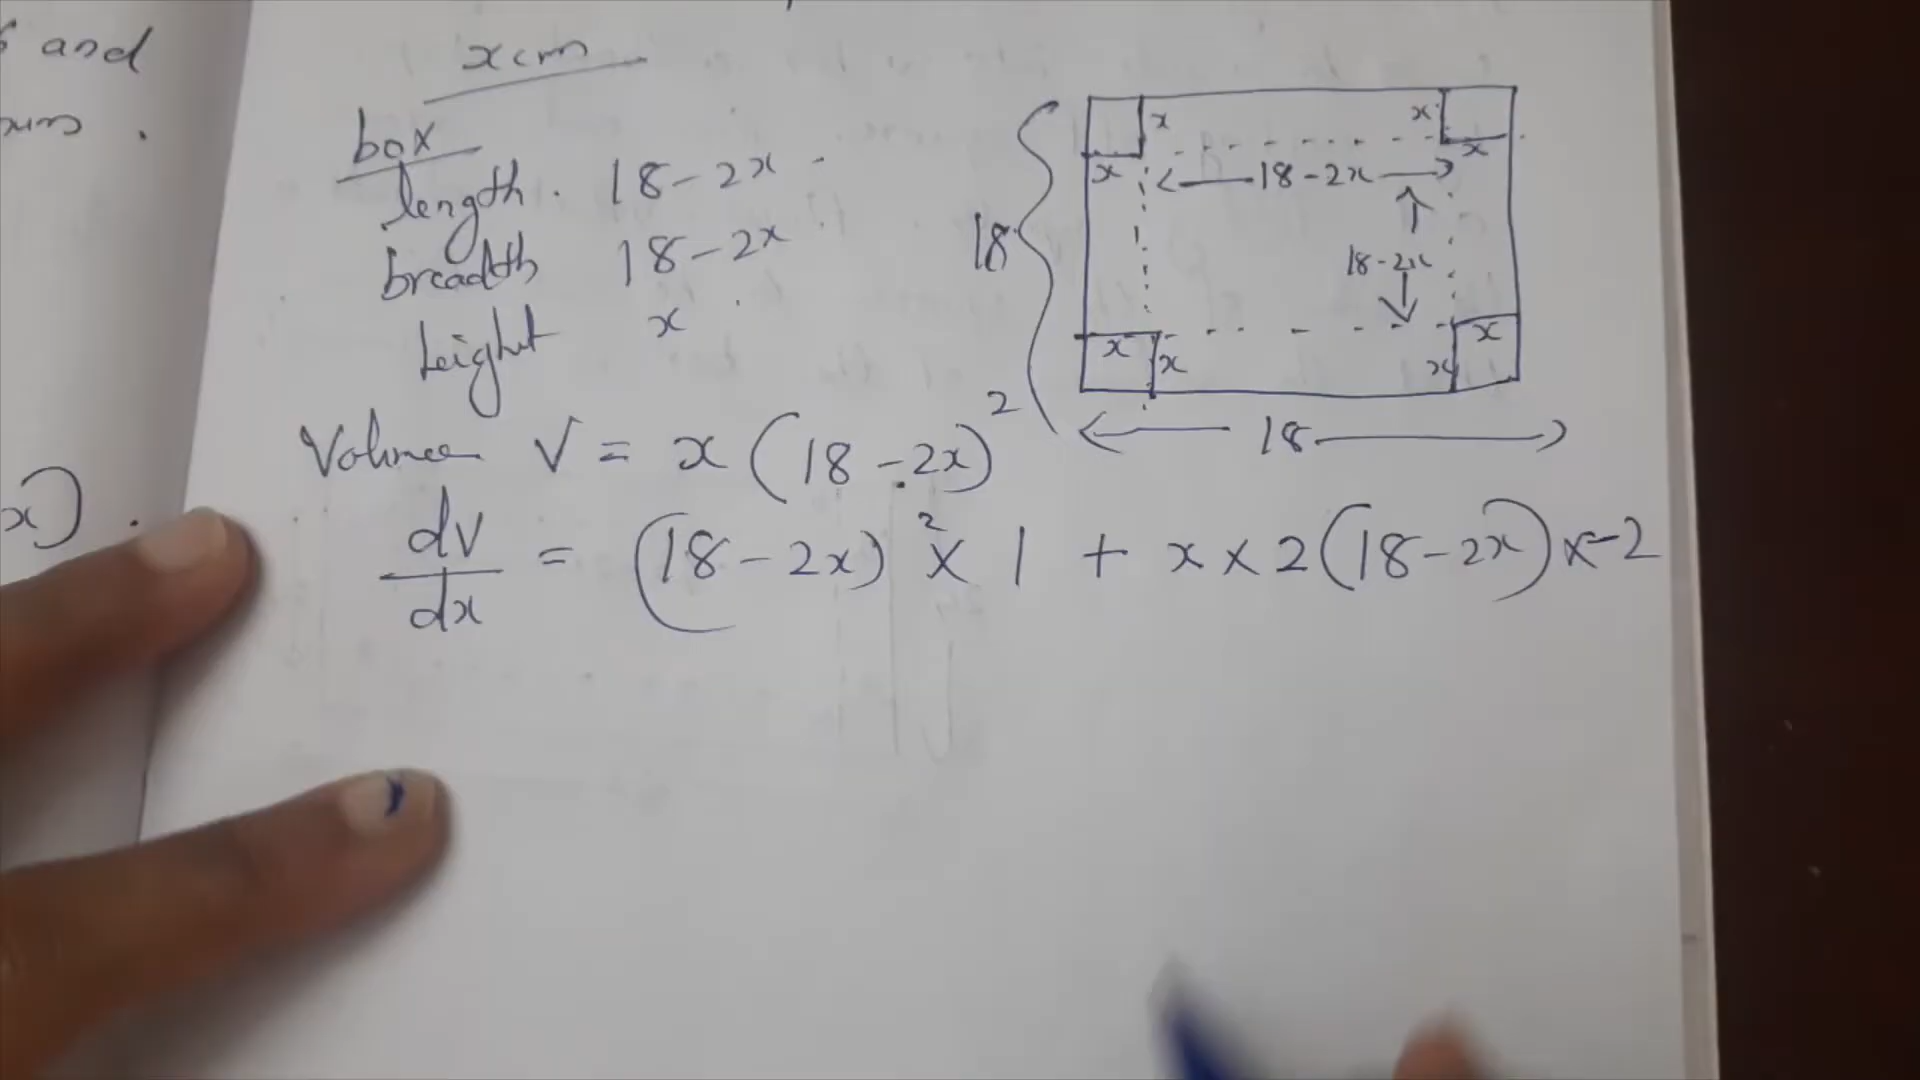 and
x cm
box
length. 18-2x
breadth 18-2x
height x
x x
x x
<—18-2x—>
18
18-2x
x x
x x
<—18—>
Volume V = x(18-2x)²
x).
dv/dx = (18-2x)² × 1 + x × 2(18-2x) × -2